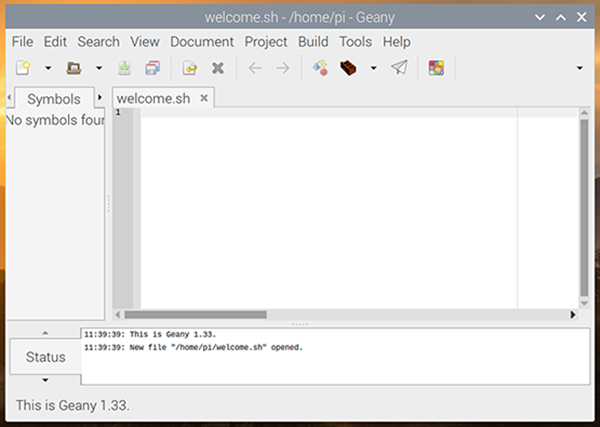 welcome.sh - /home/pi - Geany
File Edit Search View Document Project Build Tools Help
Symbols
welcome.sh
No symbols four
1
11:39:39: This is Geany 1.33.
11:39:39: New file "/home/pi/welcome.sh" opened.
Status
This is Geany 1.33.